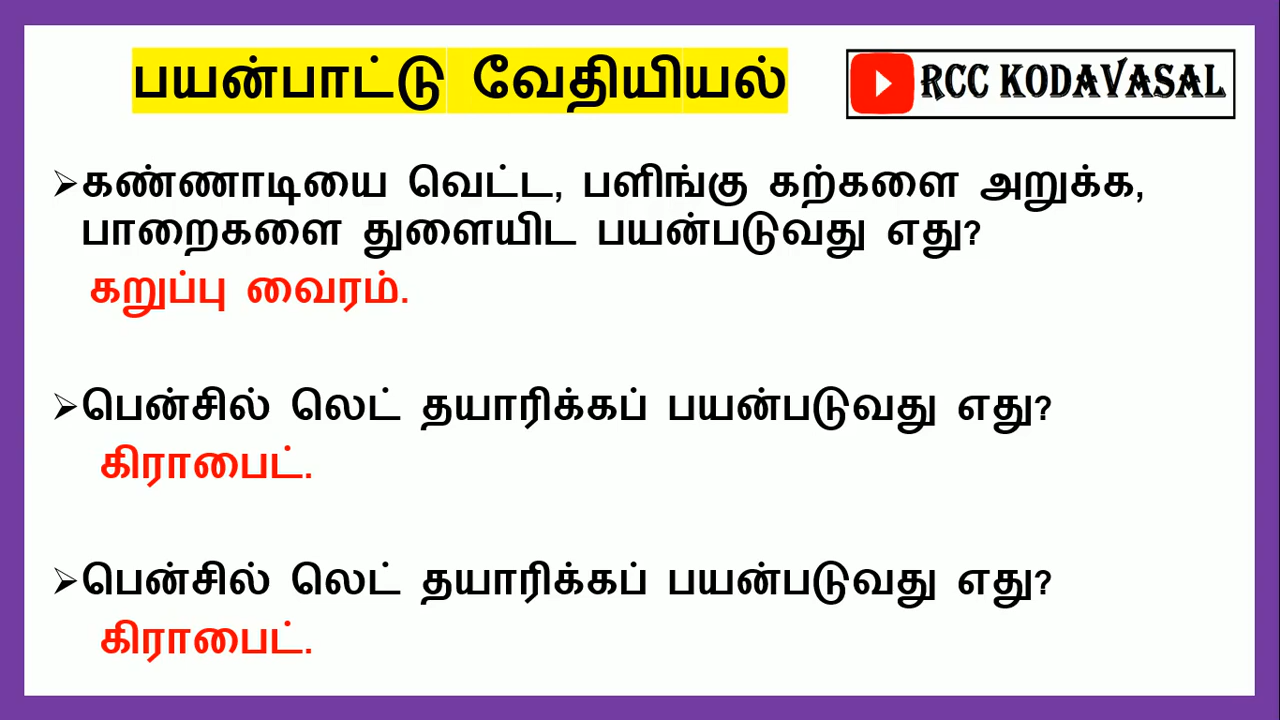 பயன்பாட்டு வேதியியல்
RCC KODAVASAL
➢கண்ணாடியை வெட்ட, பளிங்கு கற்களை அறுக்க,
பாறைகளை துளையிட பயன்படுவது எது?
கறுப்பு வைரம்.
➢பென்சில் லெட் தயாரிக்கப் பயன்படுவது எது?
கிராபைட்.
➢பென்சில் லெட் தயாரிக்கப் பயன்படுவது எது?
கிராபைட்.